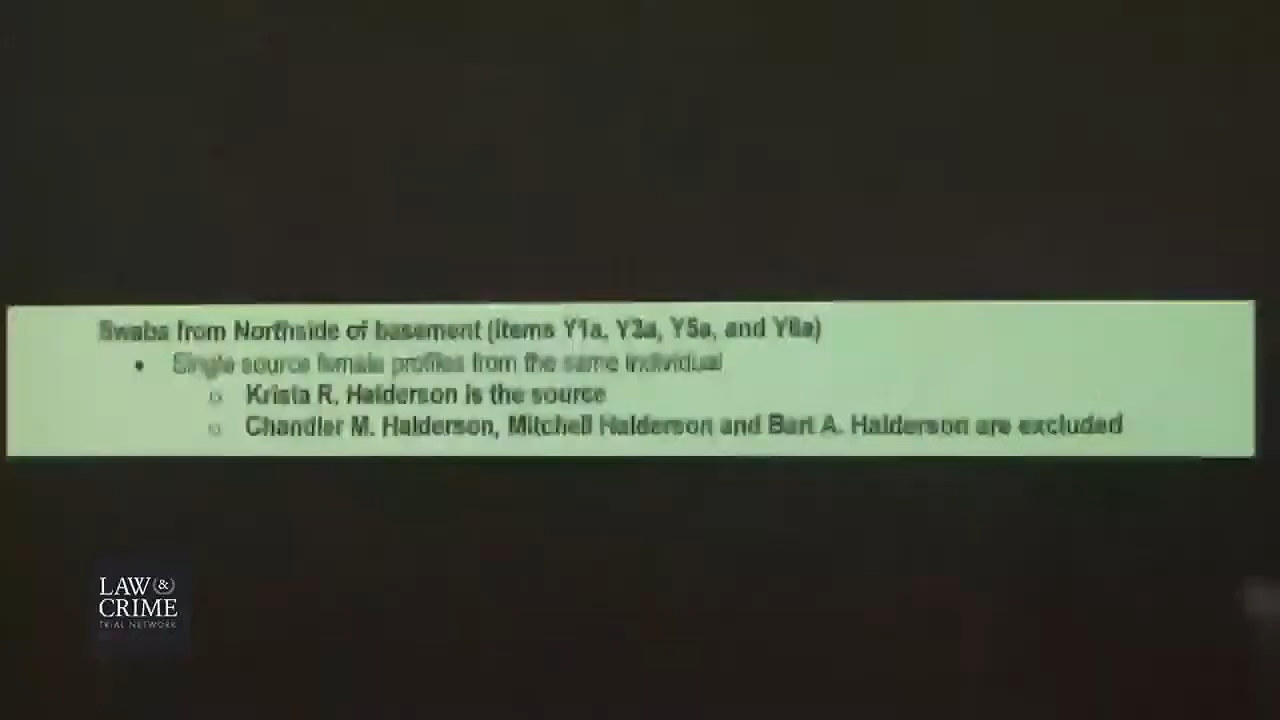 Swabs from Northside of basement (Items Y1a, Y3a, Y5a, and Y6a)
• Single source female profiles from the same individual
o Krista R. Halderson is the source
o Chandler M. Halderson, Mitchell Halderson and Bart A. Halderson are excluded
LAW & CRIME
TRIAL NETWORK